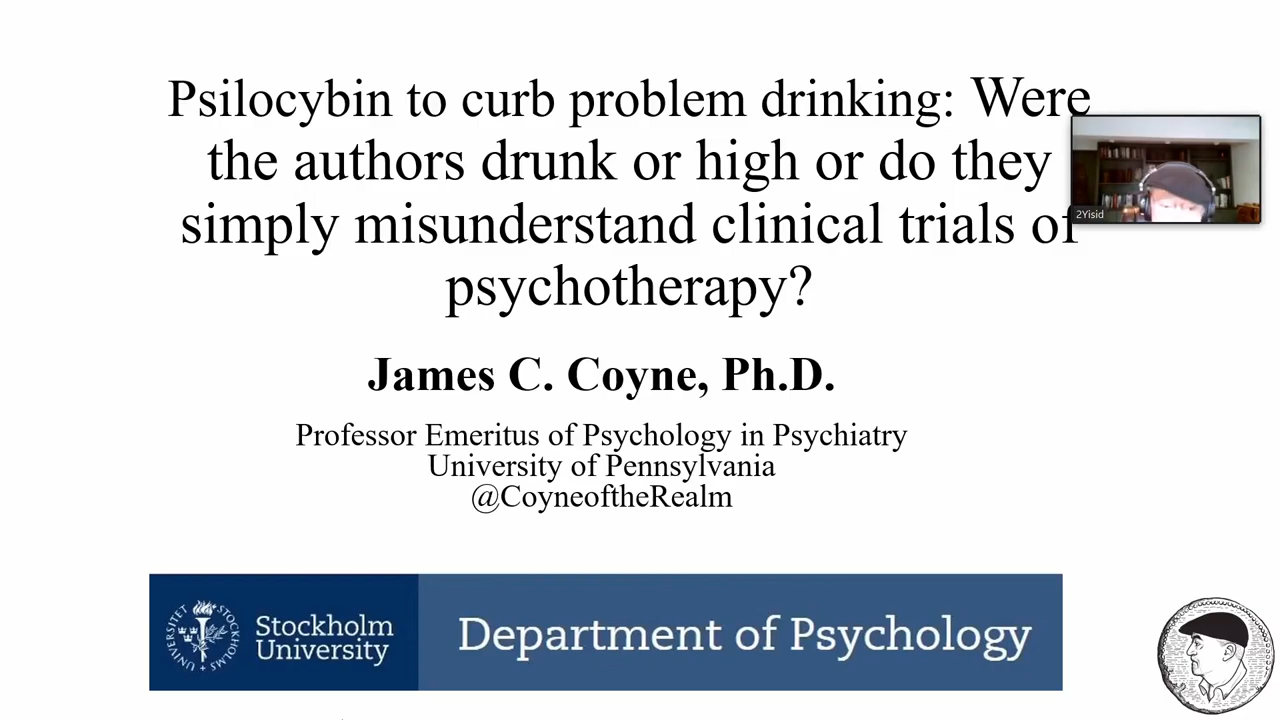 Psilocybin to curb problem drinking: Were
the authors drunk or high or do they
simply misunderstand clinical trials of
psychotherapy?
2Yisid
James C. Coyne, Ph.D.
Professor Emeritus of Psychology in Psychiatry
University of Pennsylvania
@CoyneoftheRealm
STOCKHOLMS UNIVERSITET
Stockholm
University
Department of Psychology